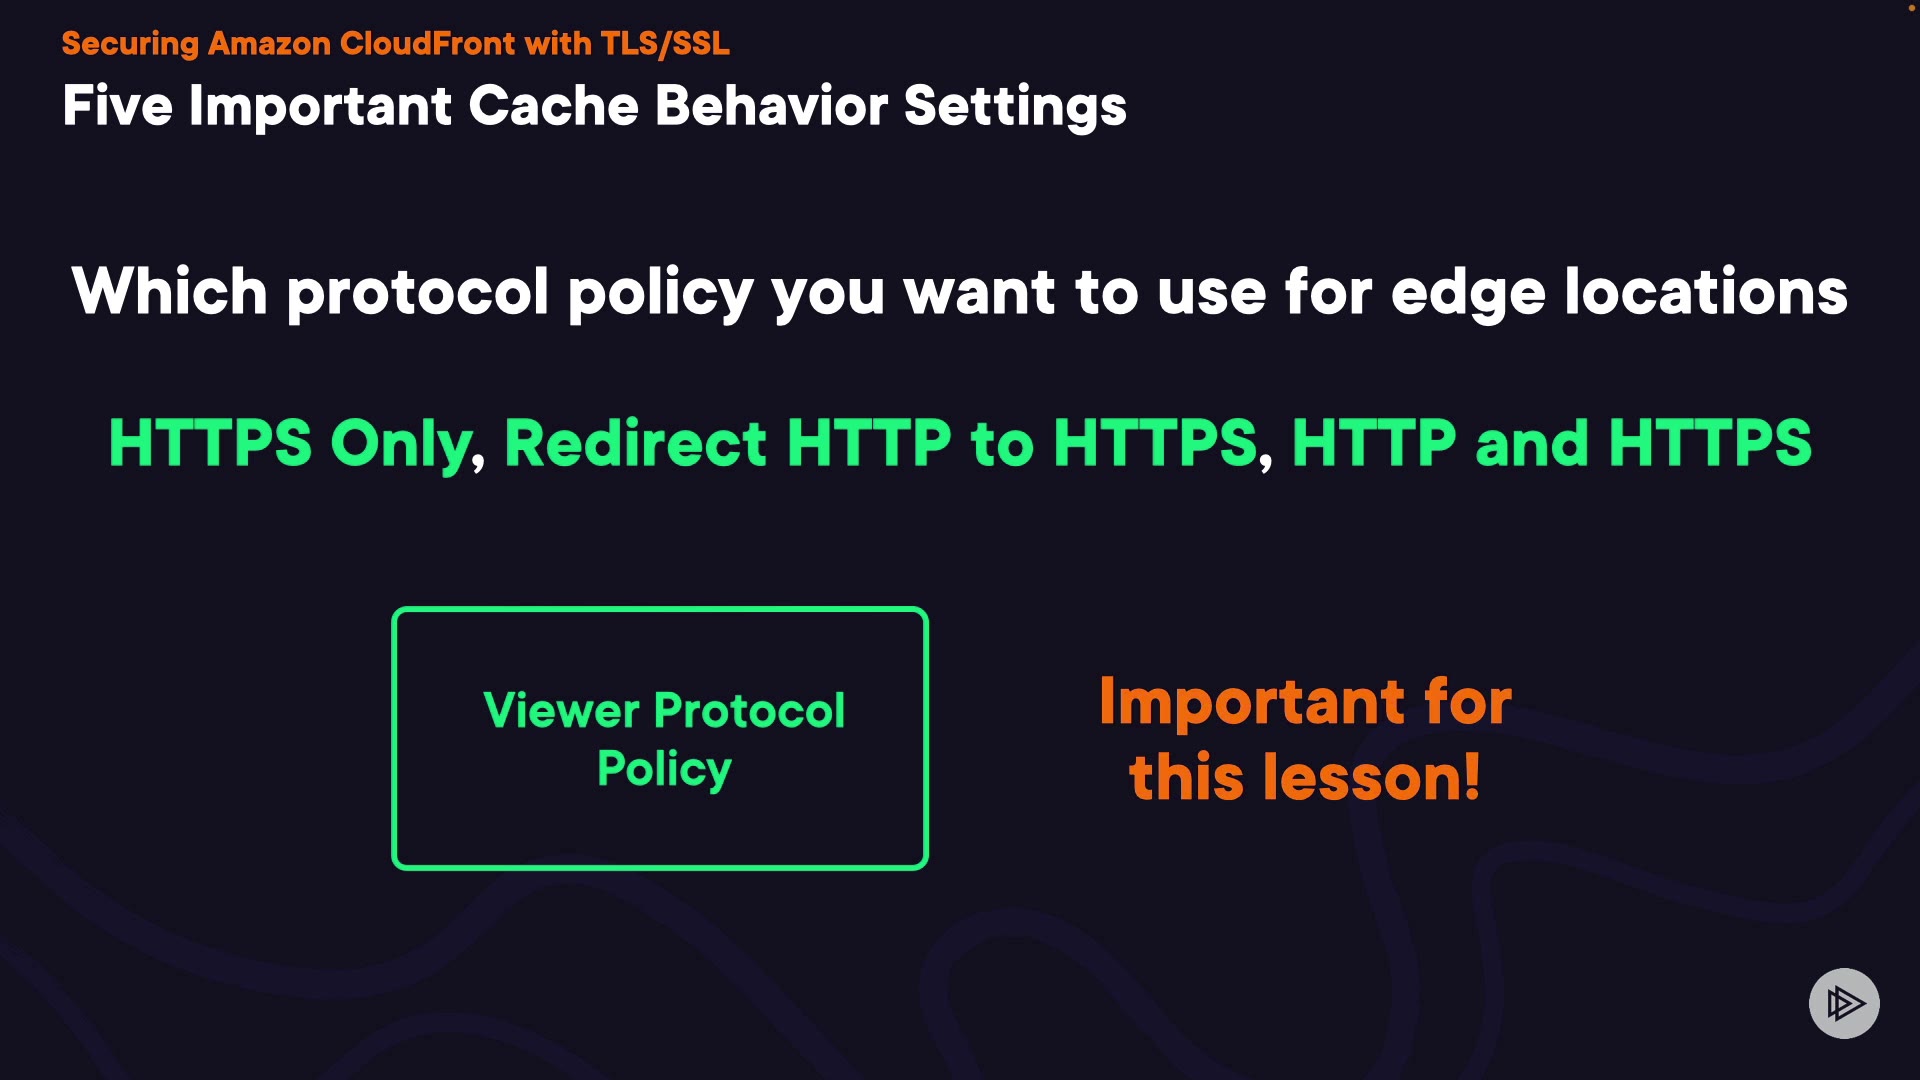 Securing Amazon CloudFront with TLS/SSL
Five Important Cache Behavior Settings
Which protocol policy you want to use for edge locations
HTTPS Only, Redirect HTTP to HTTPS, HTTP and HTTPS
Viewer Protocol
Policy
Important for
this lesson!